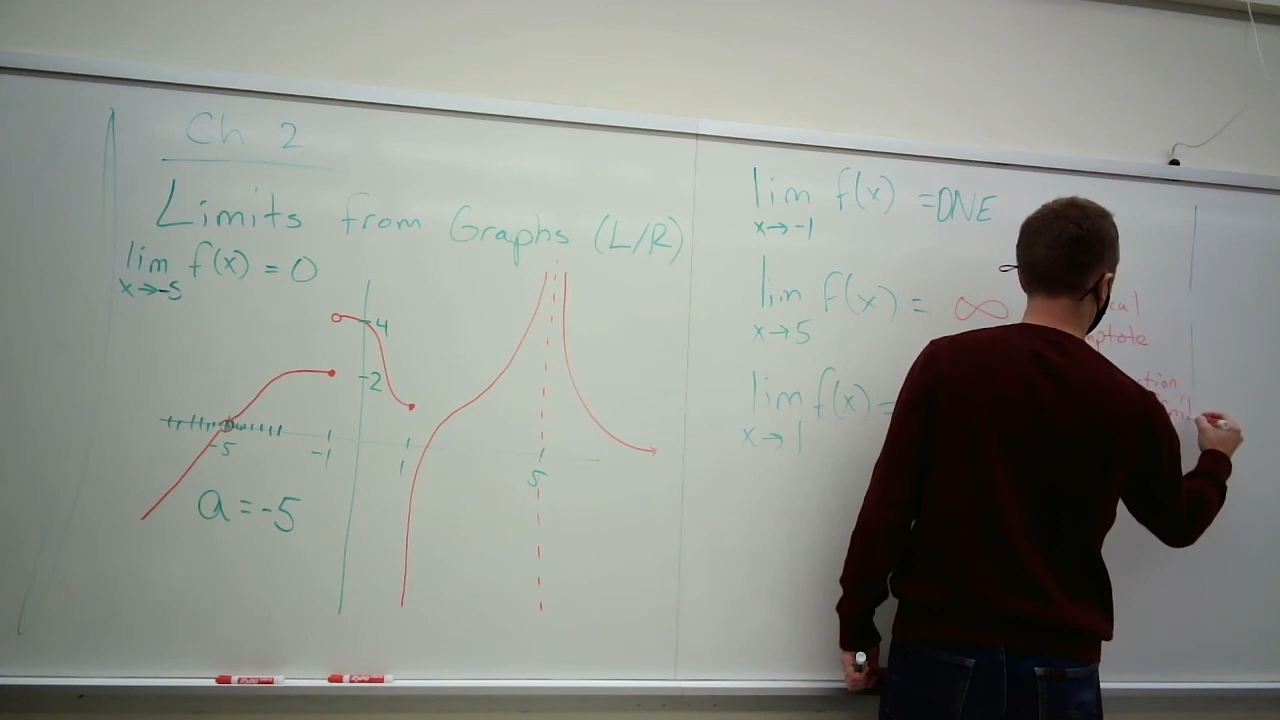 Ch 2
Limits from Graphs (L/R)
lim f(x) = 0
x→-5
4
2
-5
-1
1
5
a = -5
lim f(x) = DNE
x→-1
lim f(x) = ∞
x→5
lim f(x) =
x→1